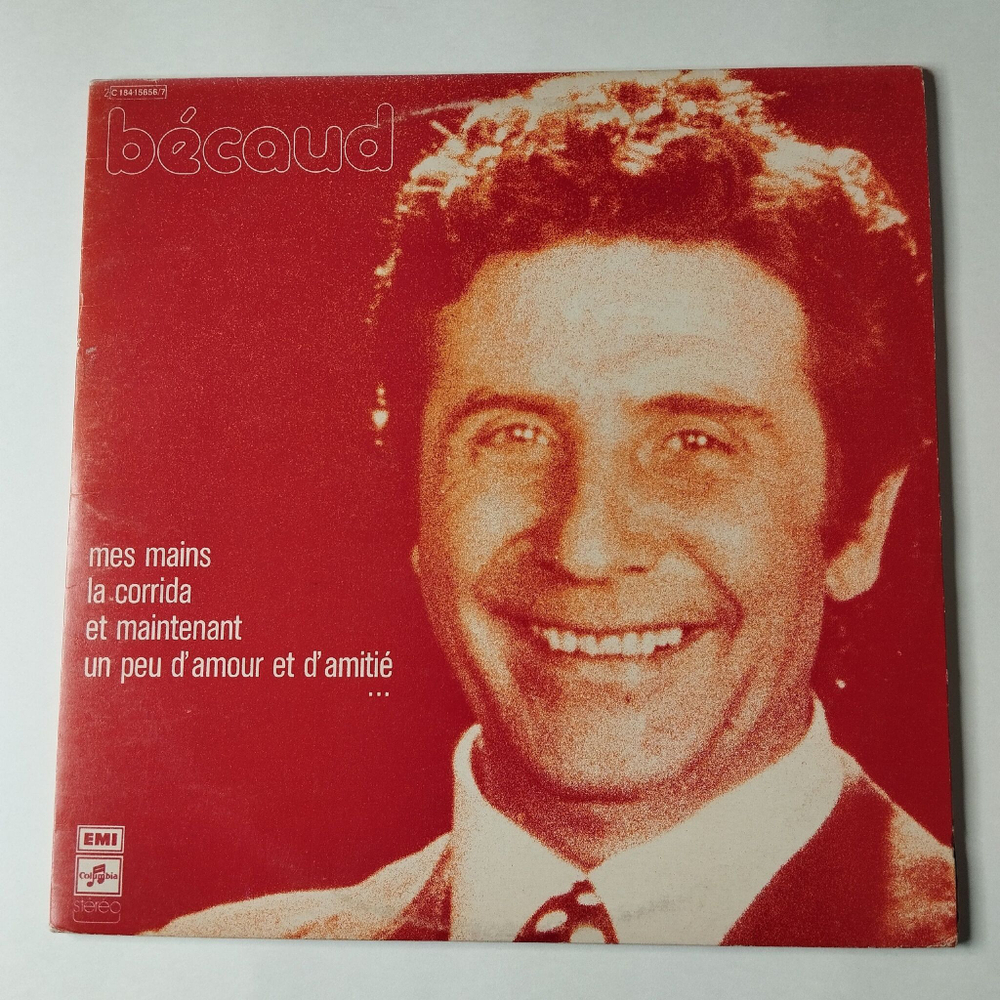 2C 184-15656/7
bécaud
mes mains
la corrida
et maintenant
un peu d'amour et d'amitié
...
EMI
Columbia
stereo